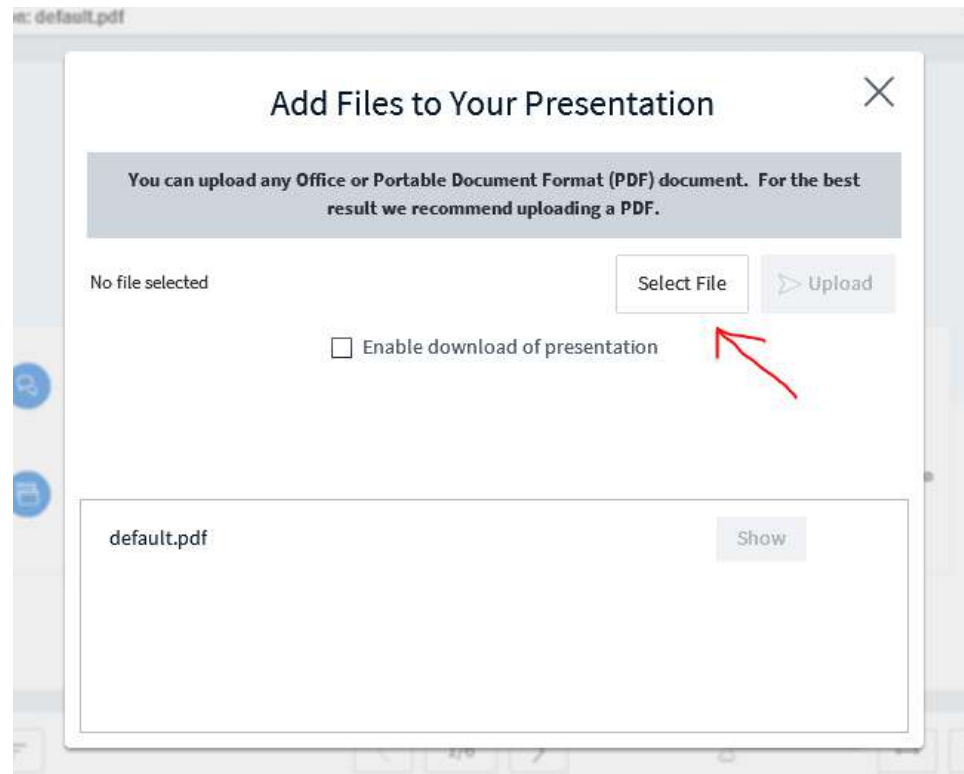 on: default.pdf
Add Files to Your Presentation
You can upload any Office or Portable Document Format (PDF) document. For the best
result we recommend uploading a PDF.
No file selected
Select File
Upload
Enable download of presentation
default.pdf
Show